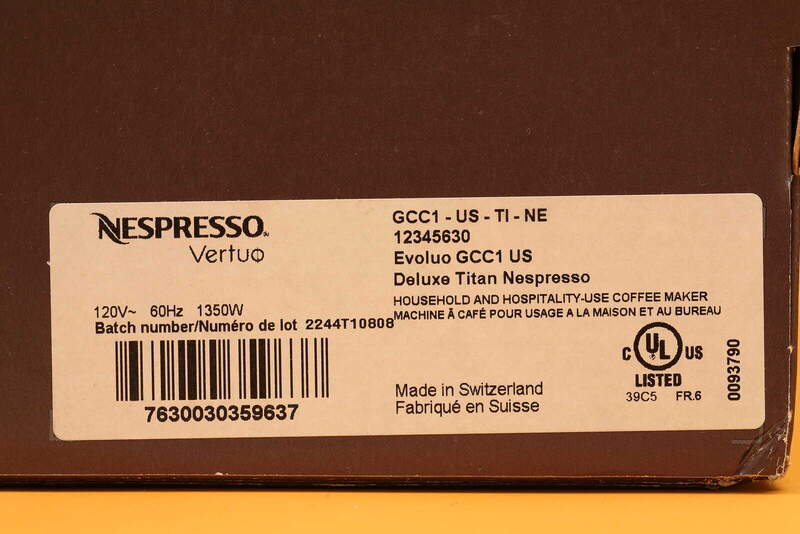 NESPRESSO
Vertuo
120V~ 60Hz 1350W
Batch number/Numéro de lot 2244T10808
7630030359637
GCC1 - US - TI - NE
12345630
Evoluo GCC1 US
Deluxe Titan Nespresso
HOUSEHOLD AND HOSPITALITY-USE COFFEE MAKER
MACHINE À CAFÉ POUR USAGE A LA MAISON ET AU BUREAU
Made in Switzerland
Fabriqué en Suisse
C UL US
LISTED
39C5 FR.6
0093790